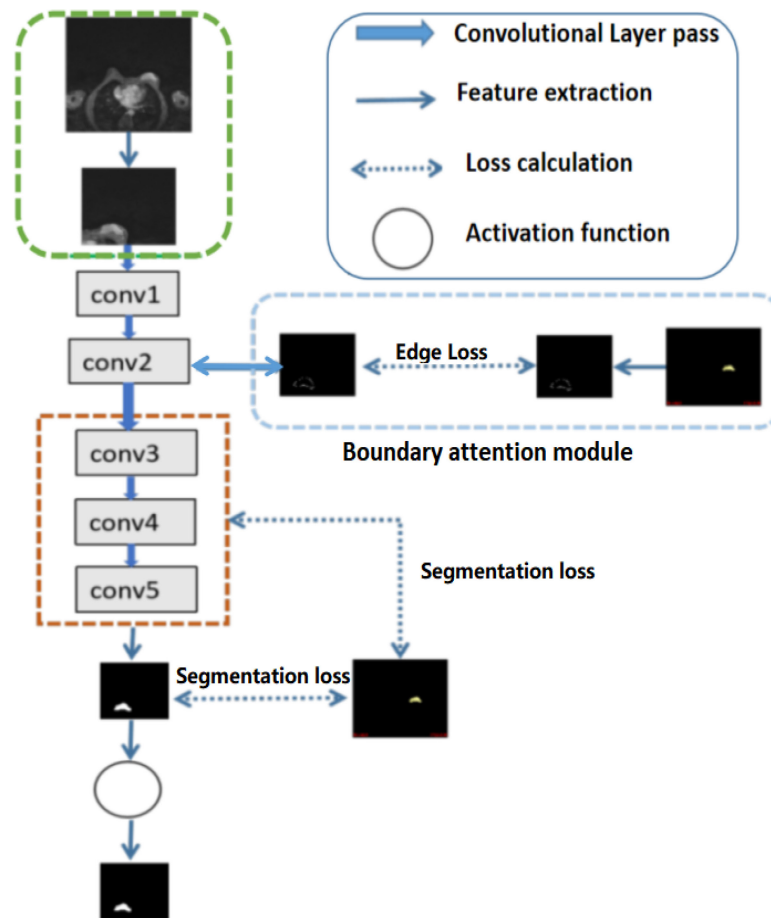 Convolutional Layer pass
Feature extraction
Loss calculation
Activation function
conv1
conv2
Edge Loss
Boundary attention module
conv3
conv4
conv5
Segmentation loss
Segmentation loss